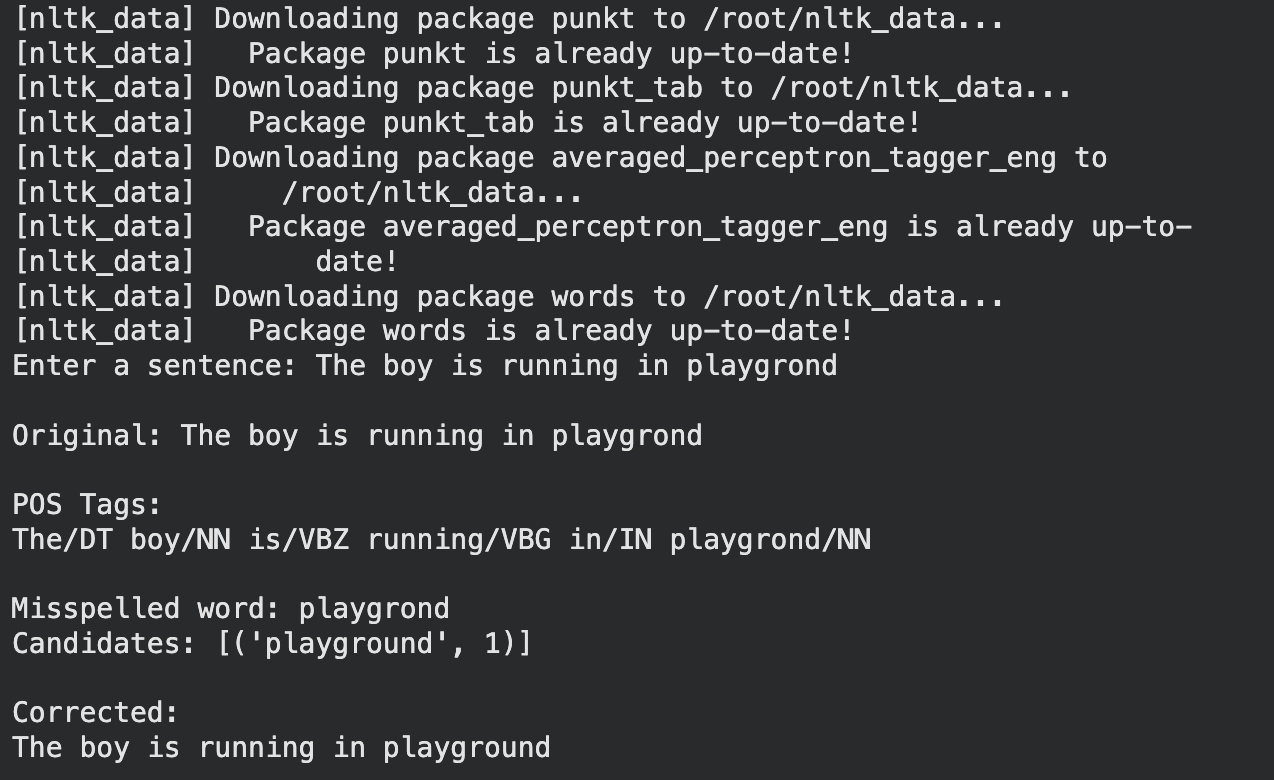 [nltk_data] Downloading package punkt to /root/nltk_data...
[nltk_data]   Package punkt is already up-to-date!
[nltk_data] Downloading package punkt_tab to /root/nltk_data...
[nltk_data]   Package punkt_tab is already up-to-date!
[nltk_data] Downloading package averaged_perceptron_tagger_eng to
[nltk_data]     /root/nltk_data...
[nltk_data]   Package averaged_perceptron_tagger_eng is already up-to-
[nltk_data]       date!
[nltk_data] Downloading package words to /root/nltk_data...
[nltk_data]   Package words is already up-to-date!
Enter a sentence: The boy is running in playgrond
Original: The boy is running in playgrond
POS Tags:
The/DT boy/NN is/VBZ running/VBG in/IN playgrond/NN
Misspelled word: playgrond
Candidates: [('playground', 1)]
Corrected:
The boy is running in playground